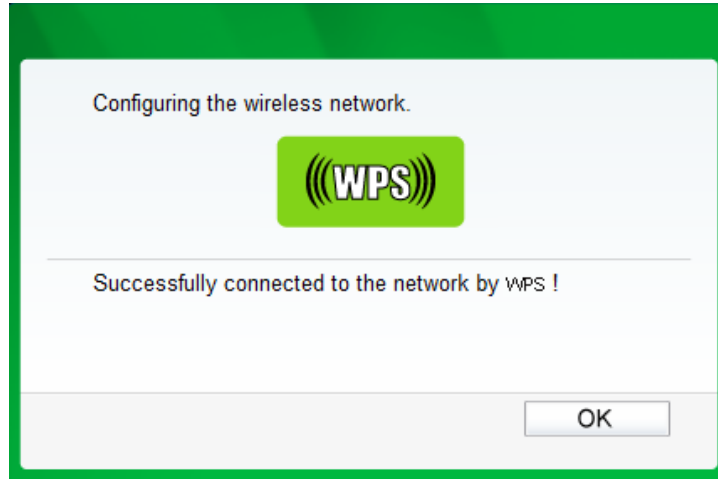 Configuring the wireless network.
(((WPS)))
Successfully connected to the network by WPS !
OK